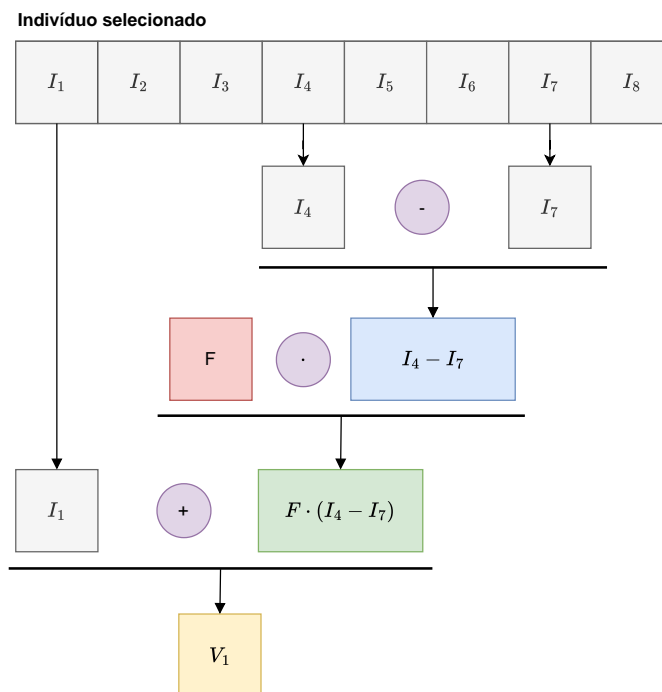 Indivíduo selecionado
I₁ I₂ I₃ I₄ I₅ I₆ I₇ I₈
I₄ - I₇
F · I₄ − I₇
I₁ + F · (I₄ − I₇)
V₁